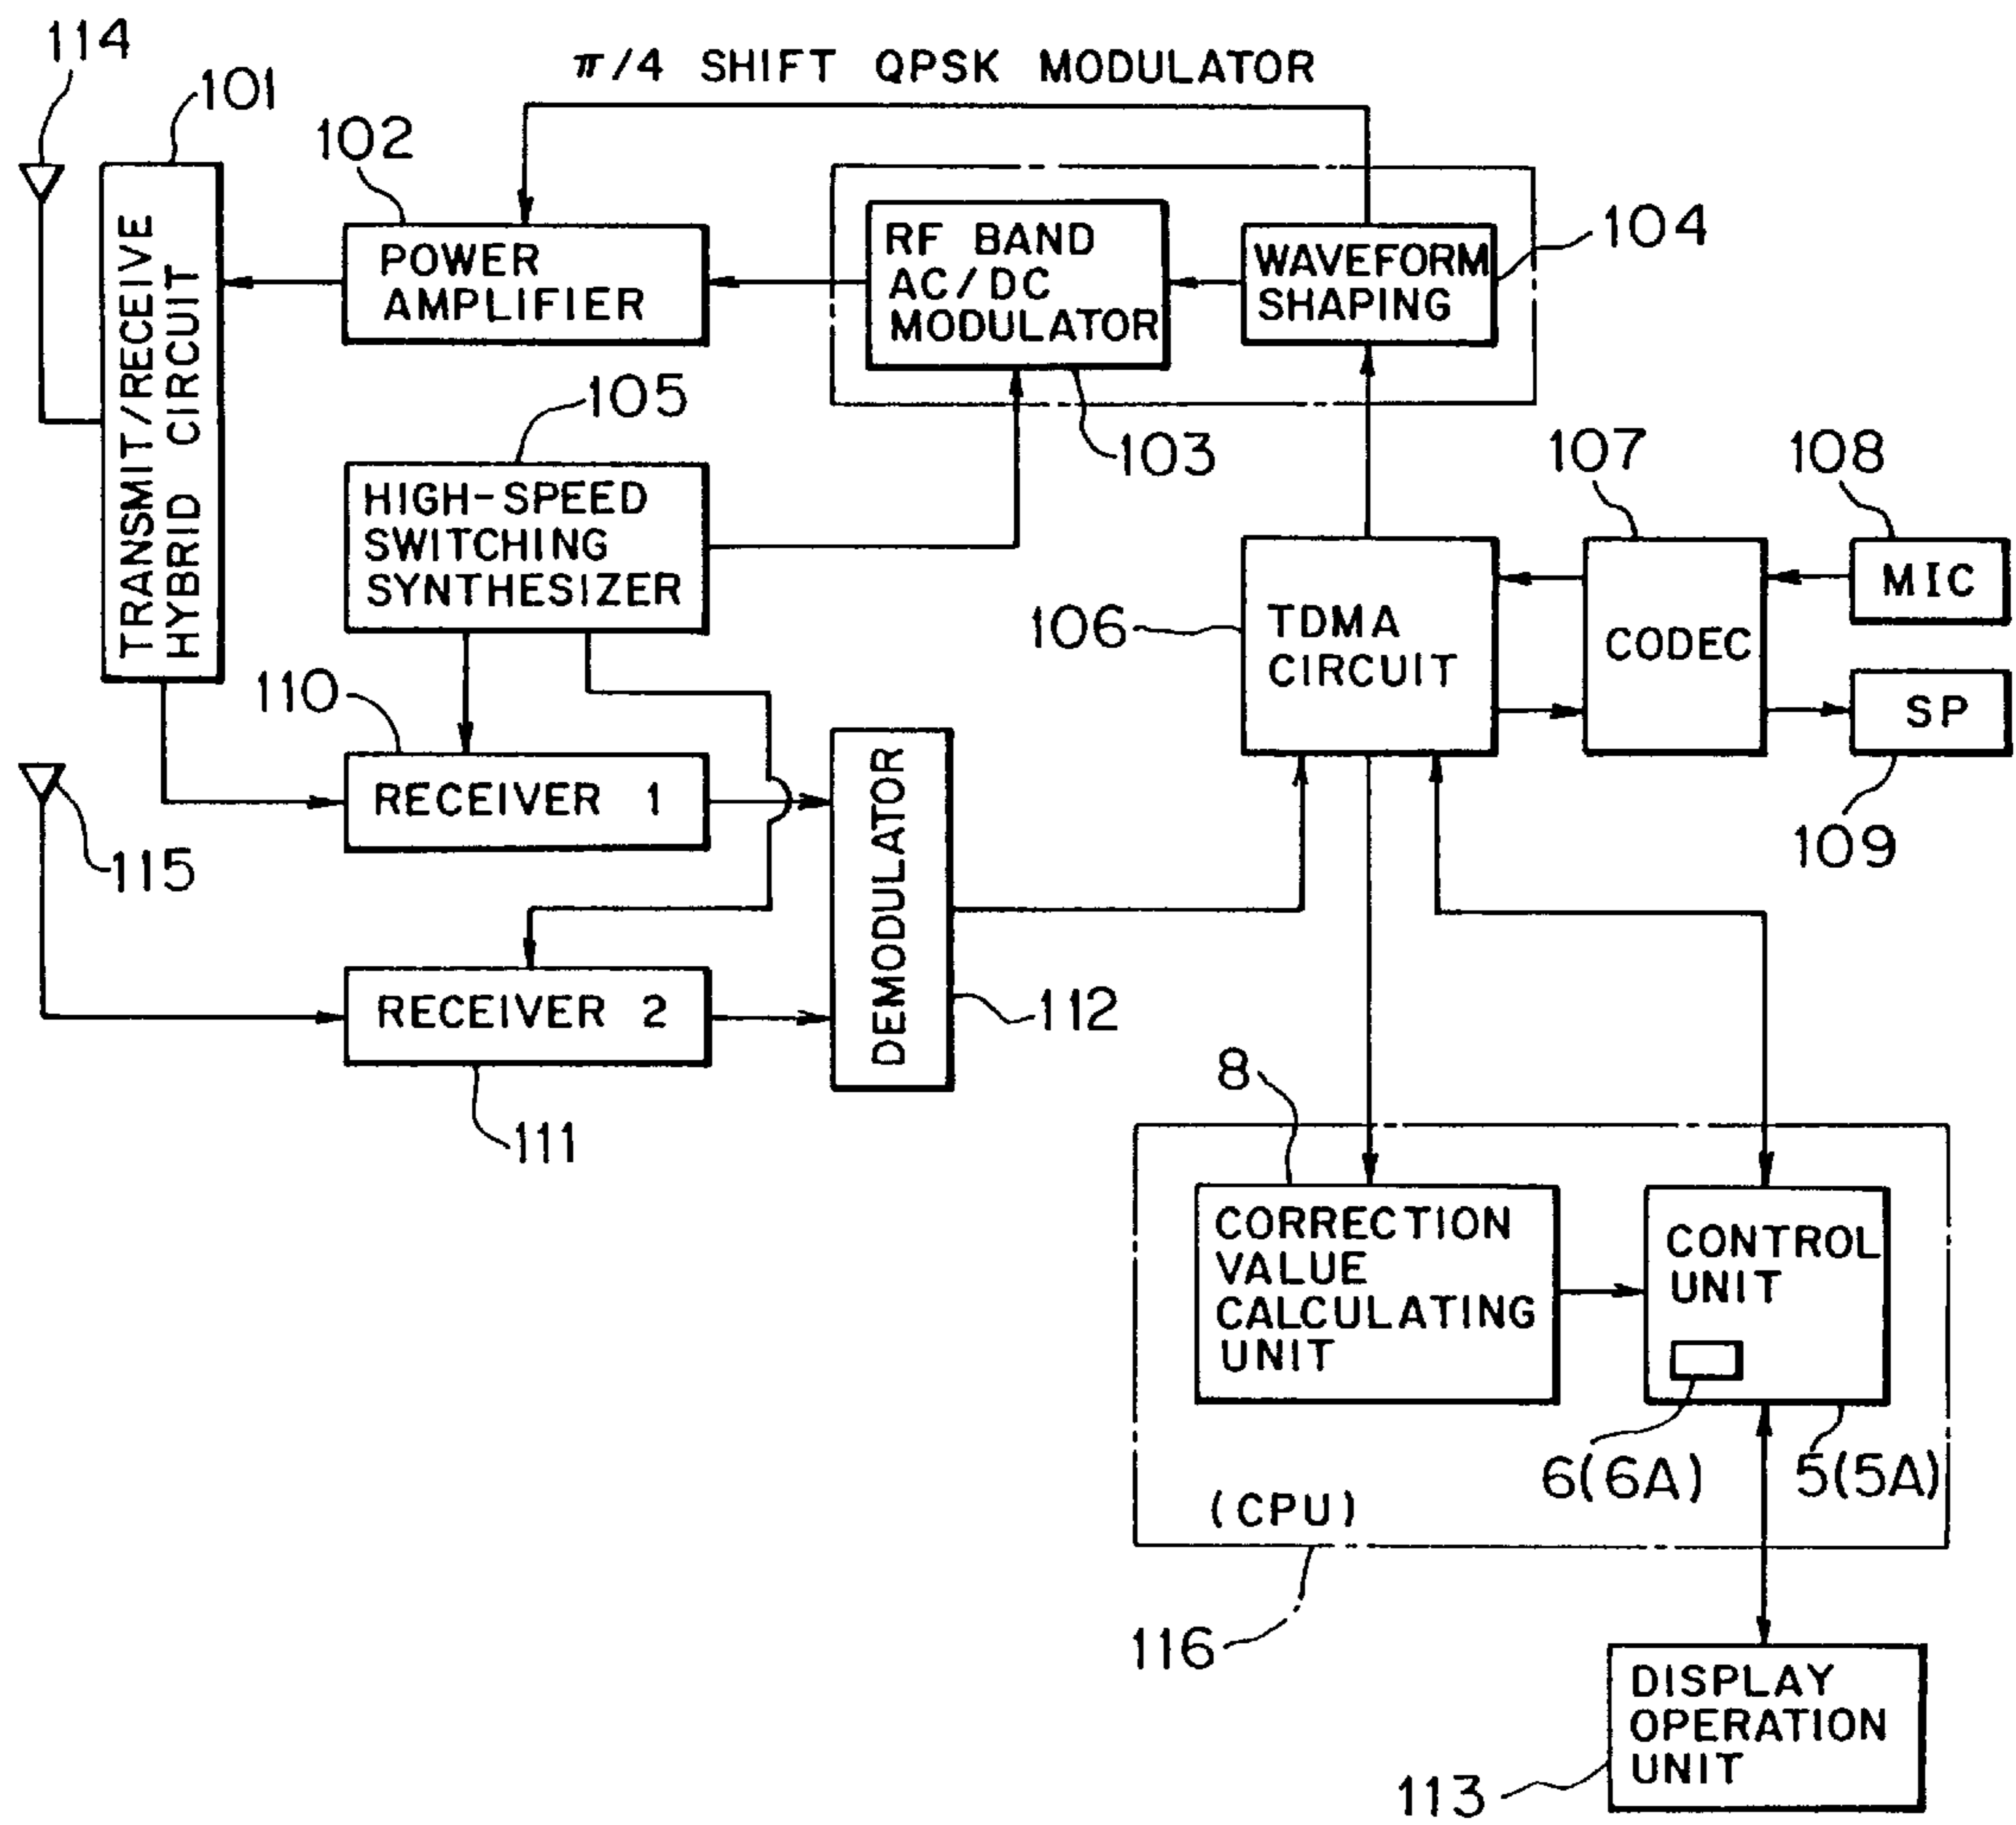 114
π/4 SHIFT QPSK MODULATOR
101
102
TRANSMIT/RECEIVE
HYBRID CIRCUIT
POWER
AMPLIFIER
RF BAND
AC/DC
MODULATOR
WAVEFORM
SHAPING
104
105
103
107
108
HIGH-SPEED
SWITCHING
SYNTHESIZER
106
TDMA
CIRCUIT
CODEC
MIC
SP
109
110
RECEIVER 1
115
DEMODULATOR
RECEIVER 2
112
111
8
CORRECTION
VALUE
CALCULATING
UNIT
CONTROL
UNIT
6(6A)
5(5A)
(CPU)
116
DISPLAY
OPERATION
UNIT
113